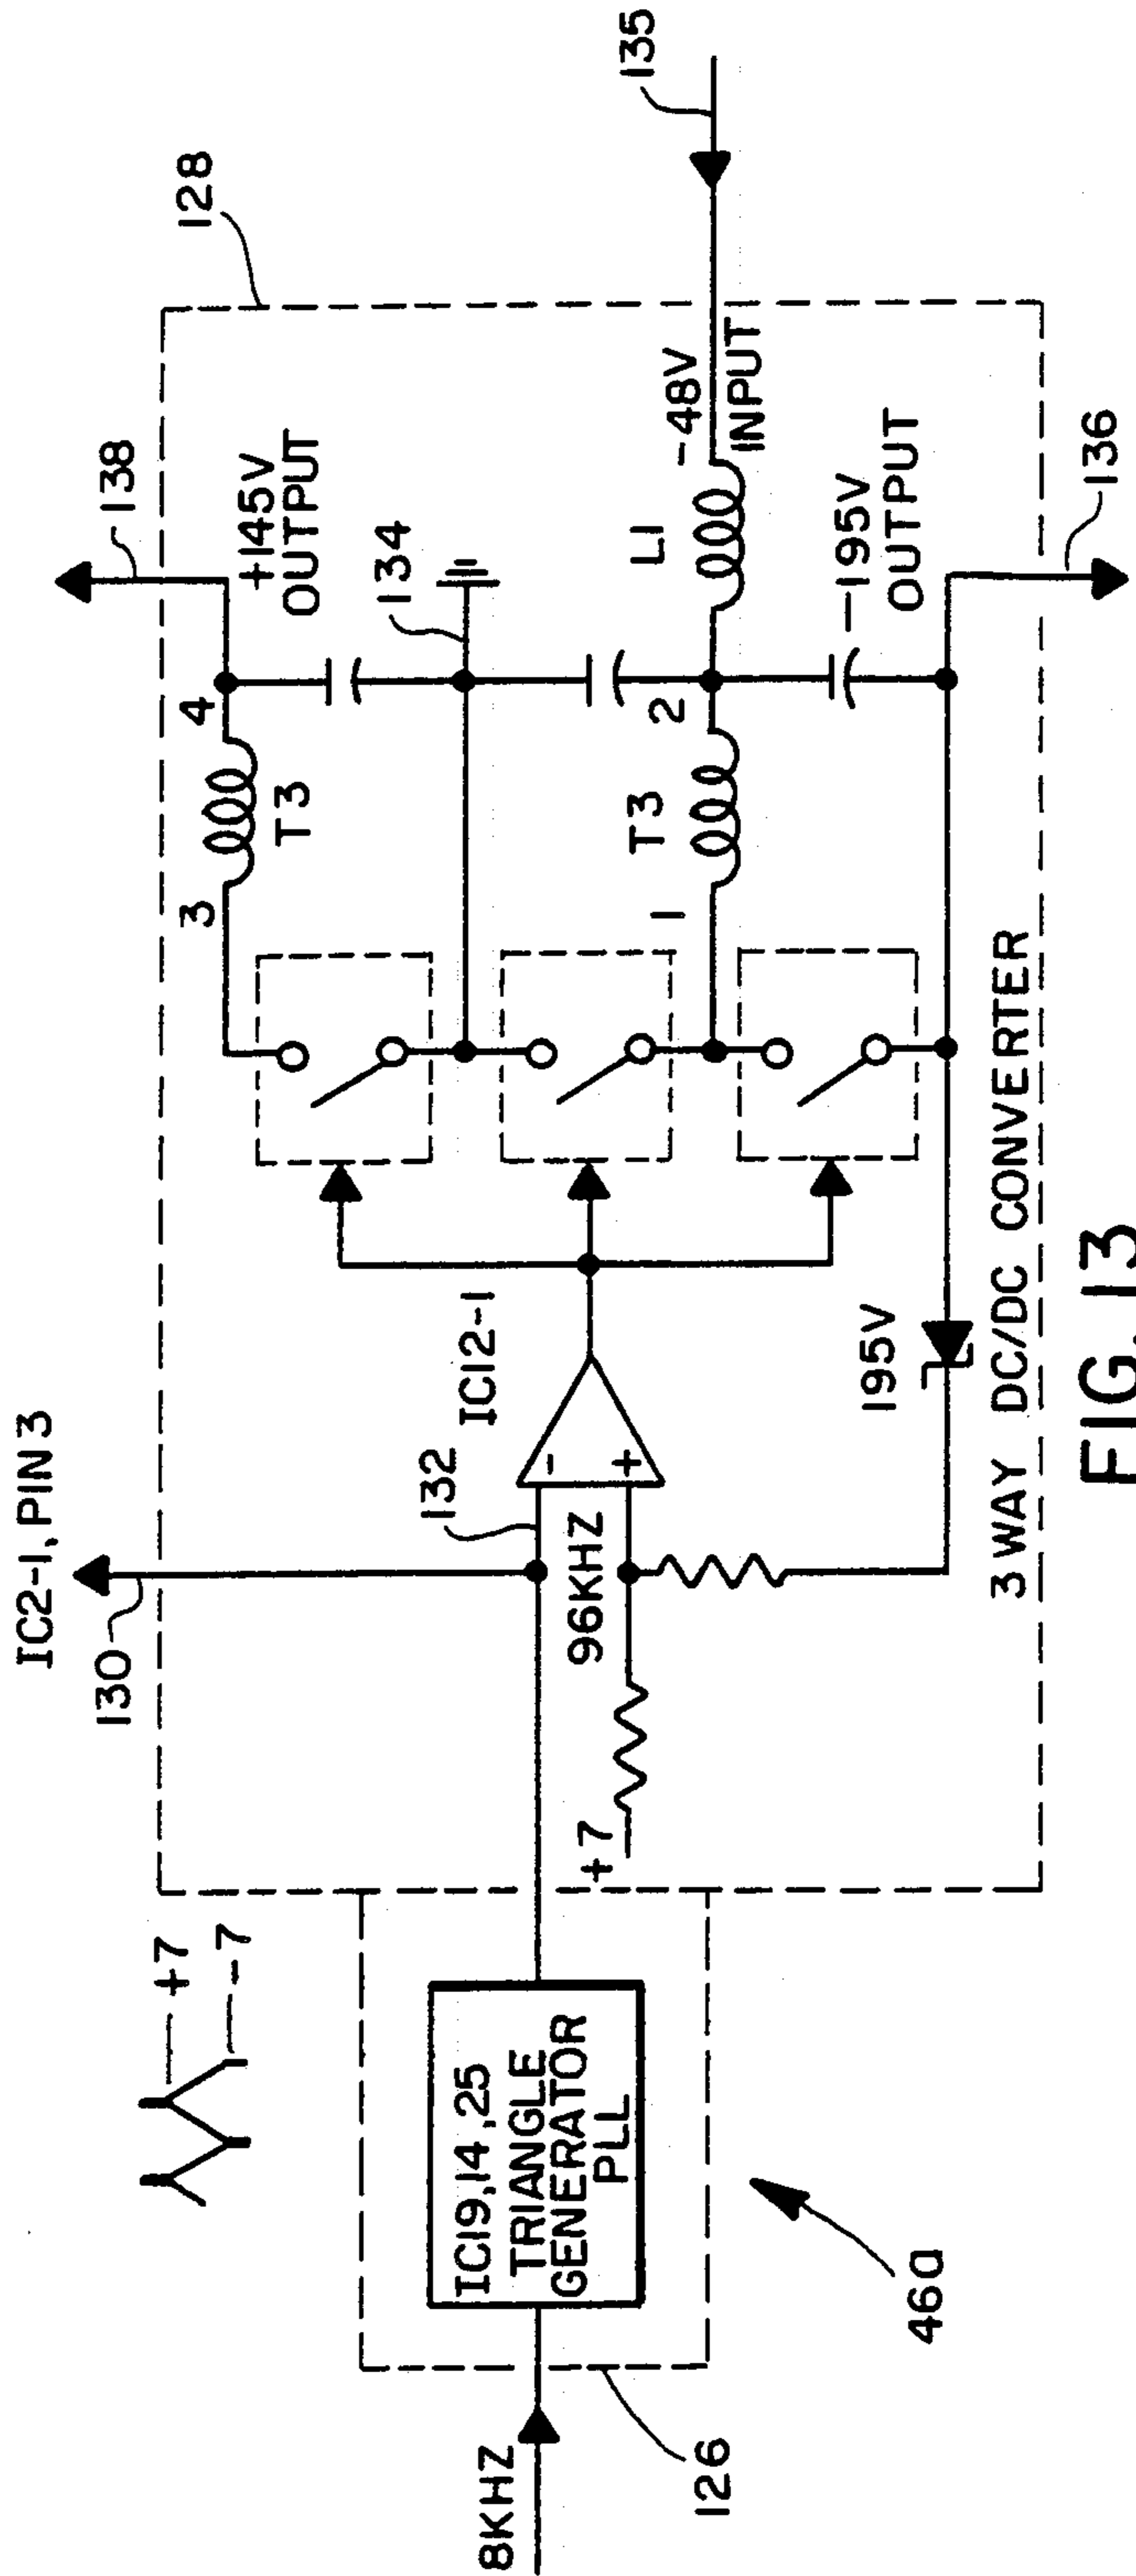 IC2-1, PIN 3
130
+7
-7
8KHZ
126
IC19,14,25
TRIANGLE
GENERATOR
PLL
46a
+7
96KHZ
132
-
+
IC12-1
195V
3
T3
4
138
+145V
OUTPUT
134
128
1
T3
2
L1
-48V
INPUT
135
-195V
OUTPUT
136
3 WAY DC/DC CONVERTER
FIG. 13